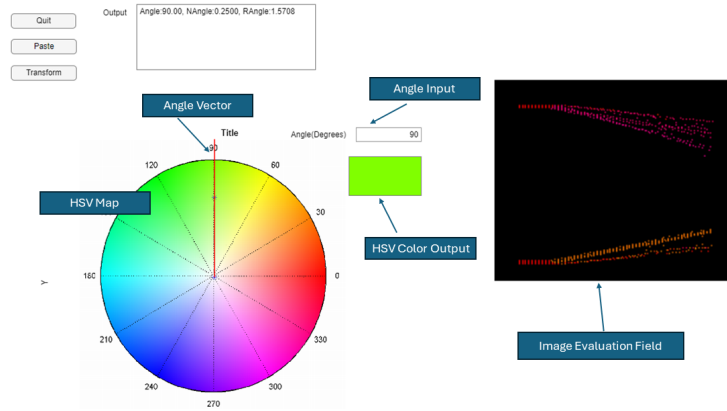 Quit
Paste
Transform
Output
Angle:90.00, NAngle:0.2500, RAngle:1.5708
Angle Vector
Angle Input
Title
Angle(Degrees)
90
HSV Map
HSV Color Output
Image Evaluation Field
90
120
60
30
180
0
Y
210
330
240
300
270